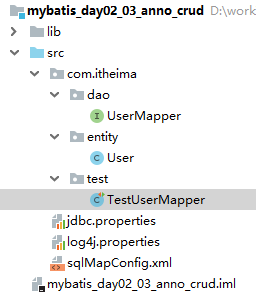 mybatis_day02_03_anno_crud D:\work
lib
src
com.itheima
dao
UserMapper
entity
User
test
TestUserMapper
jdbc.properties
log4j.properties
sqlMapConfig.xml
mybatis_day02_03_anno_crud.iml